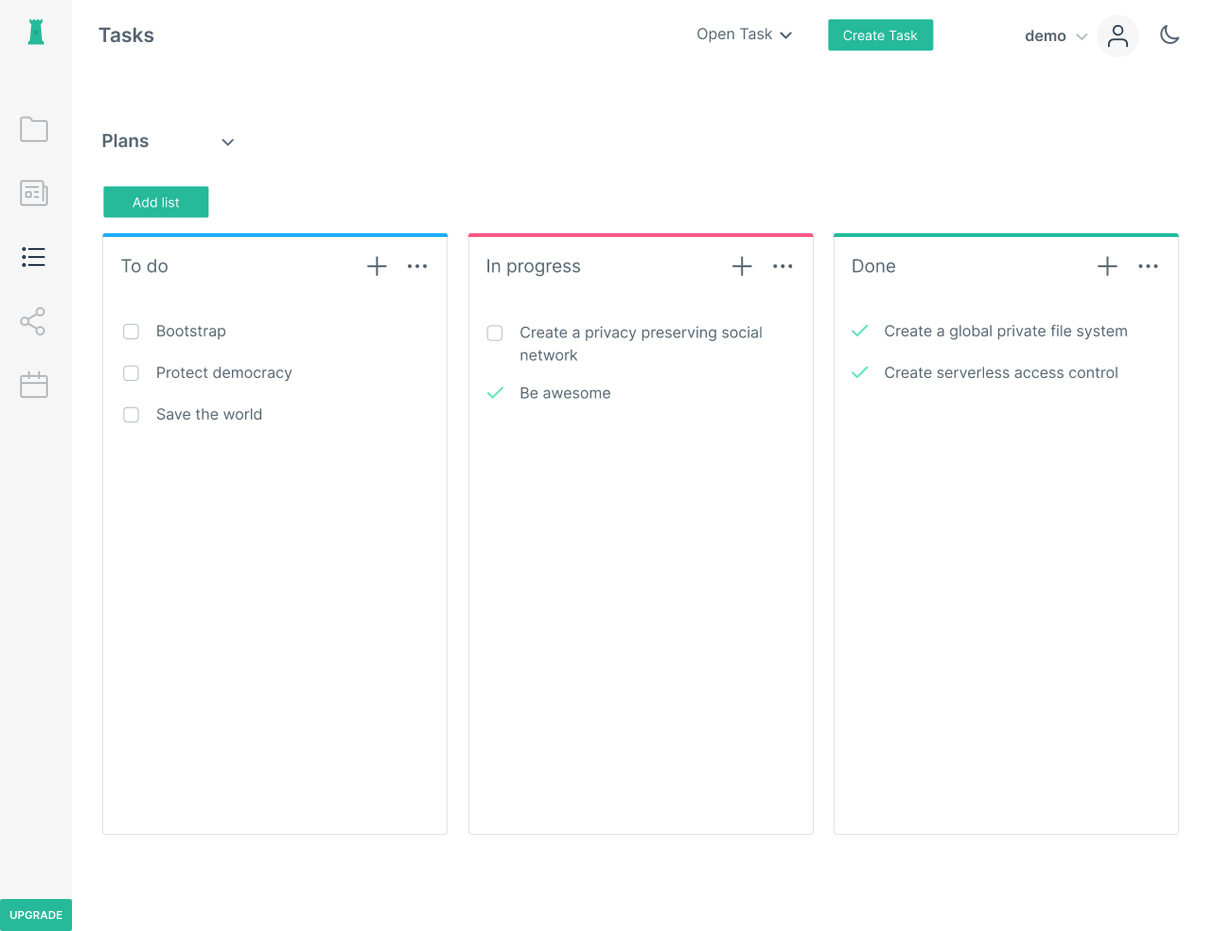 Tasks
Open Task
Create Task
demo
Plans
Add list
To do
Bootstrap
Protect democracy
Save the world
In progress
Create a privacy preserving social
network
Be awesome
Done
Create a global private file system
Create serverless access control
UPGRADE